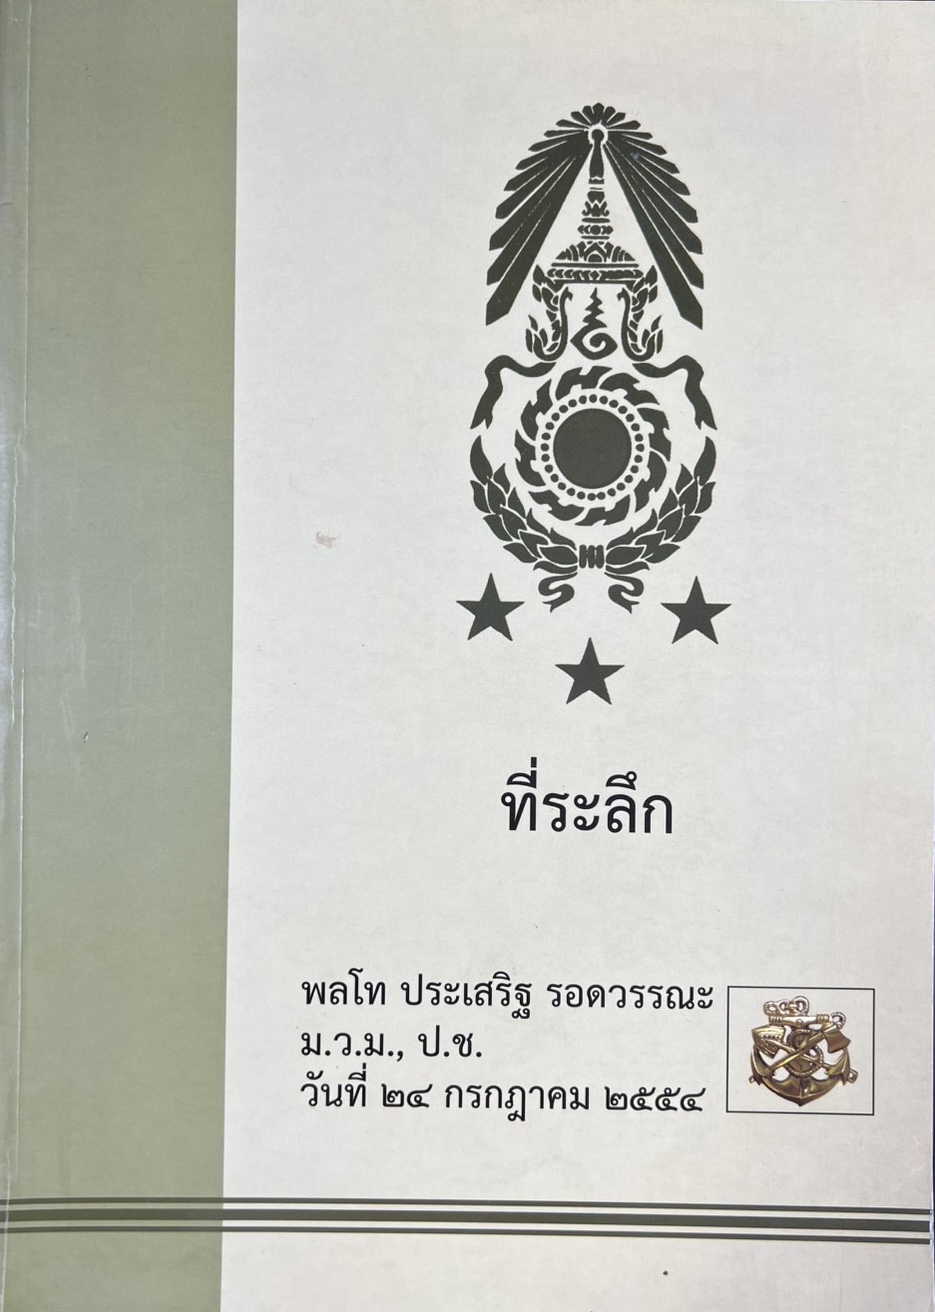 ที่ระลึก
พลโท ประเสริฐ รอดวรรณะ
ม.ว.ม., ป.ช.
วันที่ ๒๔ กรกฎาคม ๒๕๕๔